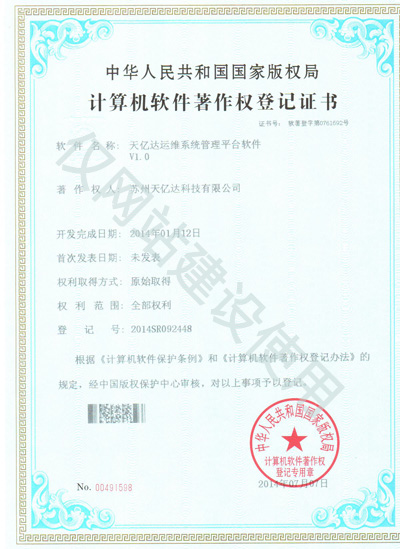 中华人民共和国国家版权局
计算机软件著作权登记证书
证书号： 软著登字第0761692号
软件名称： 天亿达运维系统管理平台软件
V1.0
著作权人： 苏州天亿达科技有限公司
开发完成日期： 2014年01月12日
首次发表日期： 未发表
权利取得方式： 原始取得
权利范围： 全部权利
登记号： 2014SR092448
根据《计算机软件保护条例》和《计算机软件著作权登记办法》的
规定，经中国版权保护中心审核，对以上事项予以登记。
中华人民共和国国家版权局
计算机软件著作权
登记专用章
No. 00491598
2014年07月07日
仅网站建设使用